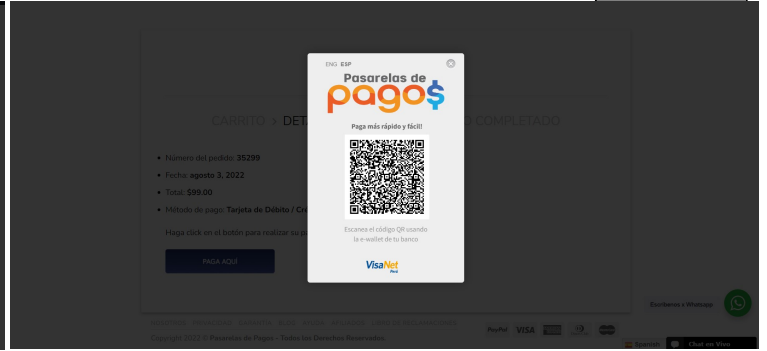 ENG ESP
Pasarelas de
pago$
CARRITO > DET
O COMPLETADO
Paga más rápido y fácil!
• Número del pedido: 35299
• Fecha: agosto 3, 2022
• Total: $99.00
• Método de pago: Tarjeta de Débito / Cré
Haga click en el botón para realizar su pa
Escanea el código QR usando
la e-wallet de tu banco
PAGA AQUÍ
VisaNet
Perú
Escríbenos a Whatsapp
PayPal VISA
Copyright 2022 © Pasarelas de Pagos - Todos los Derechos Reservados.
Spanish
Chat en Vivo